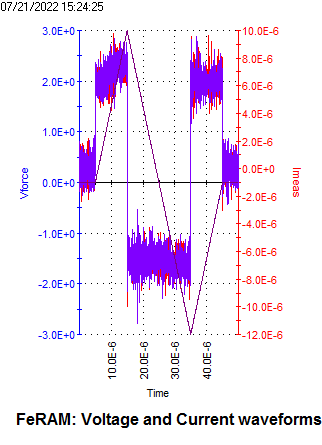 07/21/2022 15:24:25
3.0E+0
2.0E+0
1.0E+0
0.0E+0
-1.0E+0
-2.0E+0
-3.0E+0
Vforce
10.0E-6
8.0E-6
6.0E-6
4.0E-6
2.0E-6
0.0E+0
-2.0E-6
-4.0E-6
-6.0E-6
-8.0E-6
-10.0E-6
-12.0E-6
Imeas
10.0E-6
20.0E-6
30.0E-6
40.0E-6
Time
FeRAM: Voltage and Current waveforms